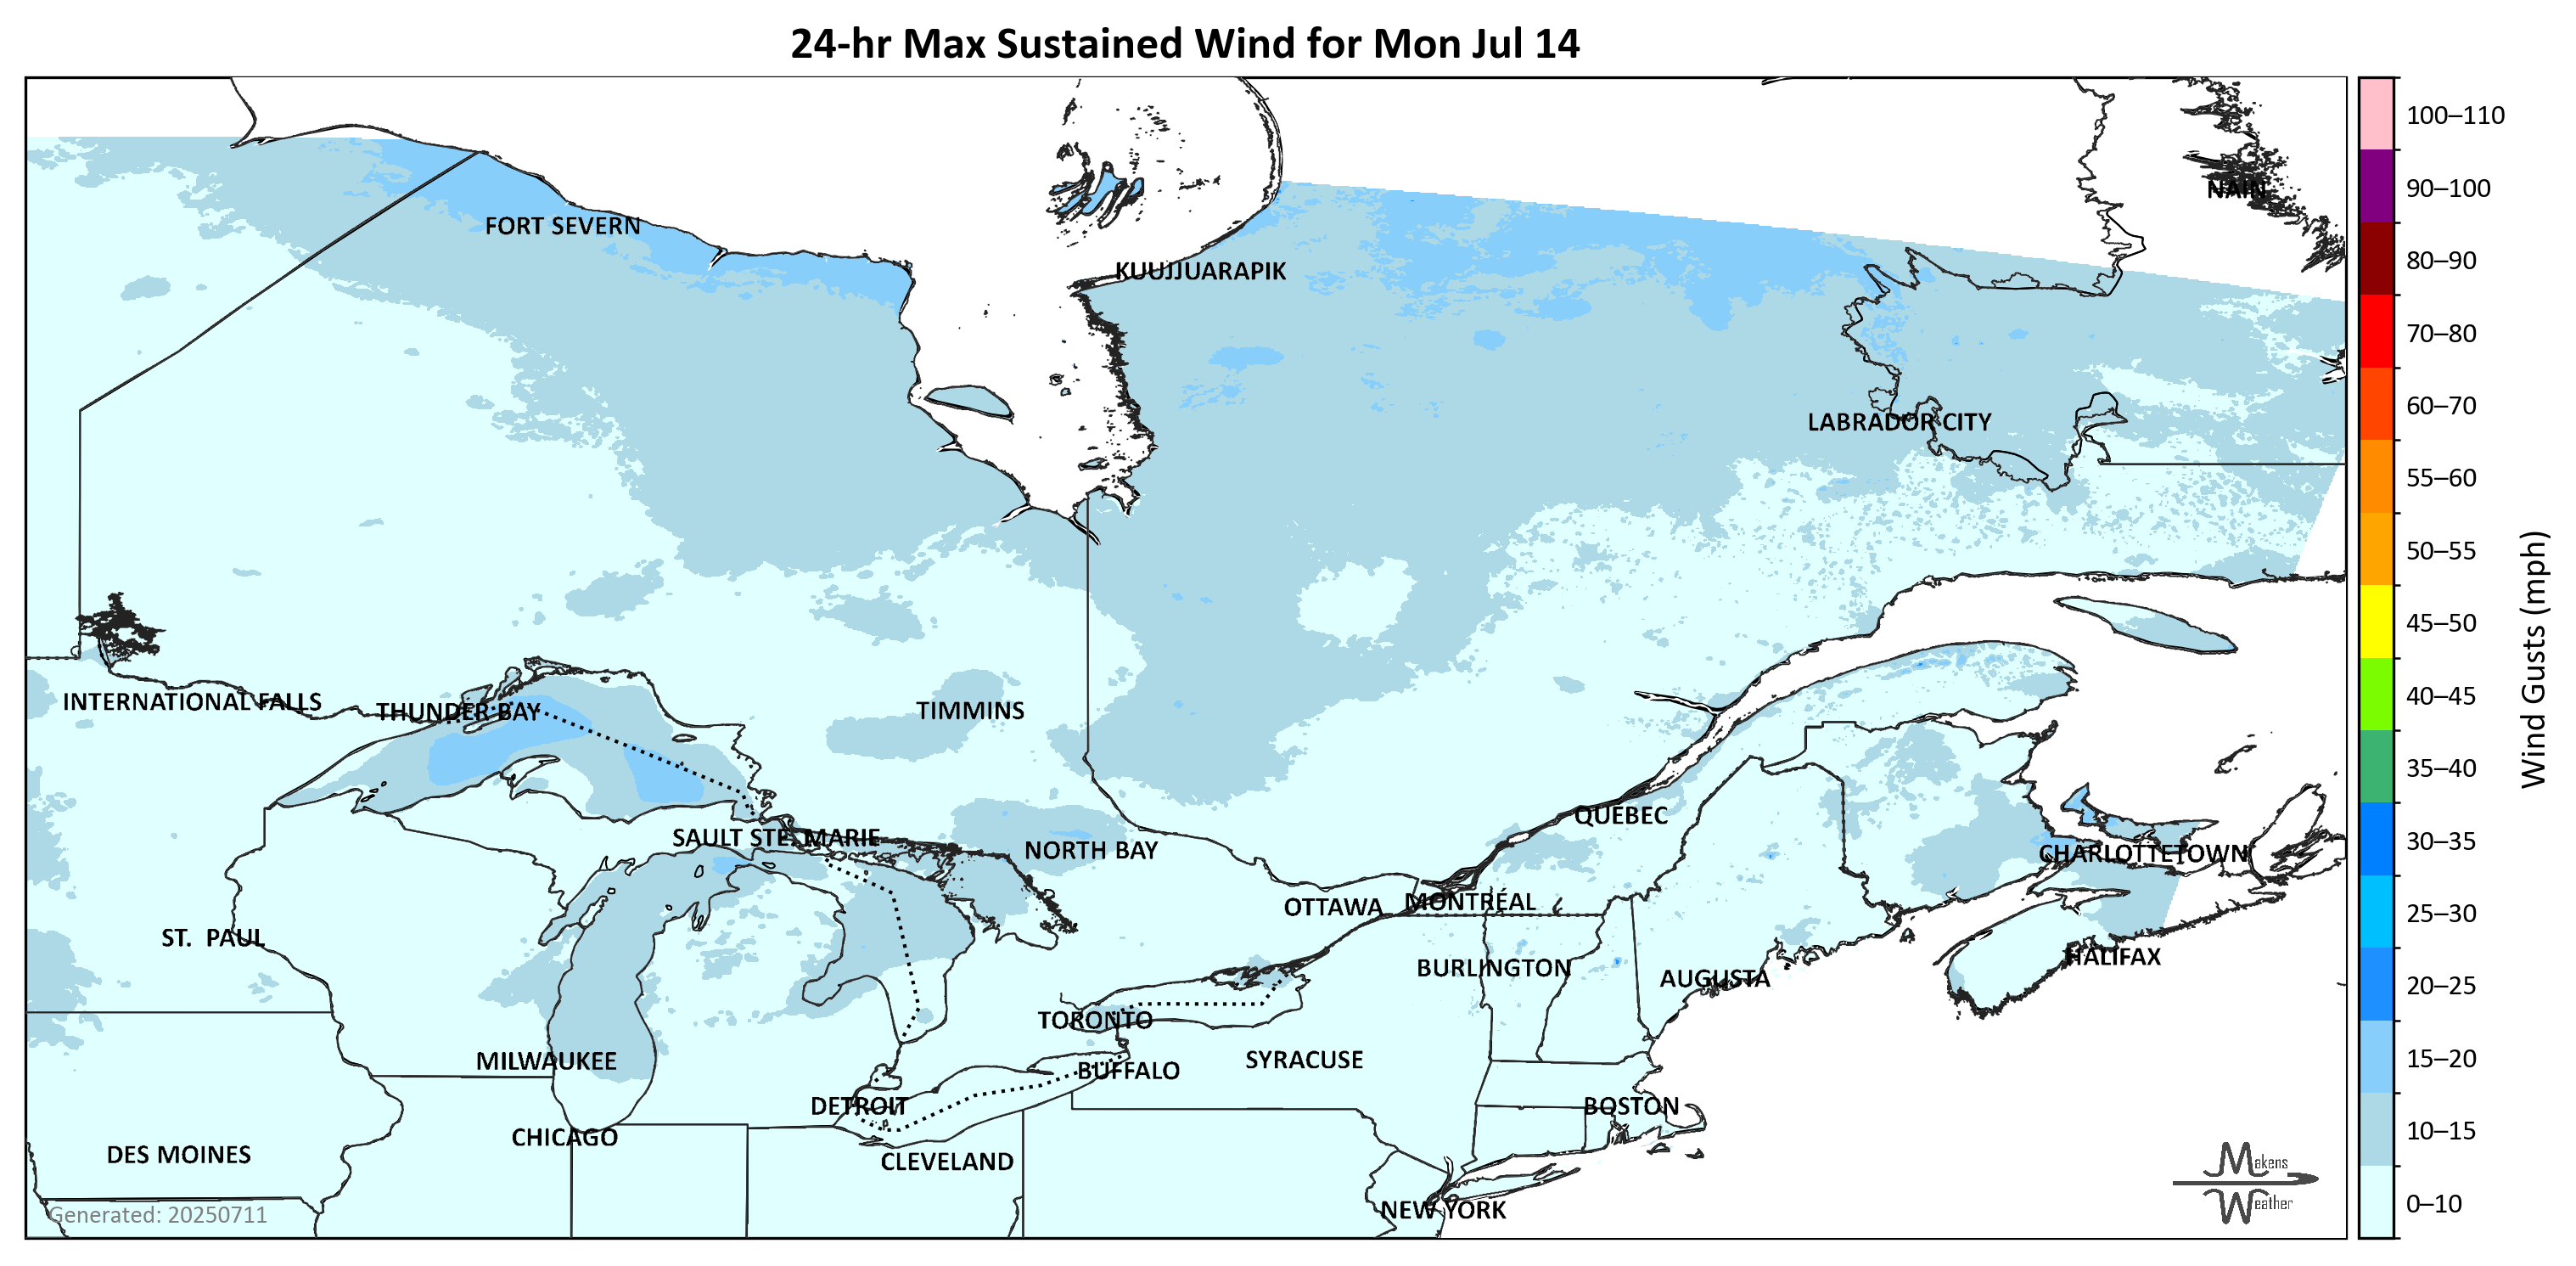 24-hr Max Sustained Wind for Mon Jul 14
NAIN
FORT SEVERN
KUUJJUARAPIK
LABRADOR CITY
INTERNATIONAL FALLS
THUNDER BAY
TIMMINS
QUEBEC
SAULT STE. MARIE
NORTH BAY
CHARLOTTETOWN
OTTAWA
MONTRÉAL
ST. PAUL
BURLINGTON
AUGUSTA
HALIFAX
TORONTO
MILWAUKEE
BUFFALO
SYRACUSE
DETROIT
BOSTON
CHICAGO
DES MOINES
CLEVELAND
NEW YORK
Generated: 20250711
Makens
Weather
100–110
90–100
80–90
70–80
60–70
55–60
50–55
45–50
40–45
35–40
30–35
25–30
20–25
15–20
10–15
0–10
Wind Gusts (mph)